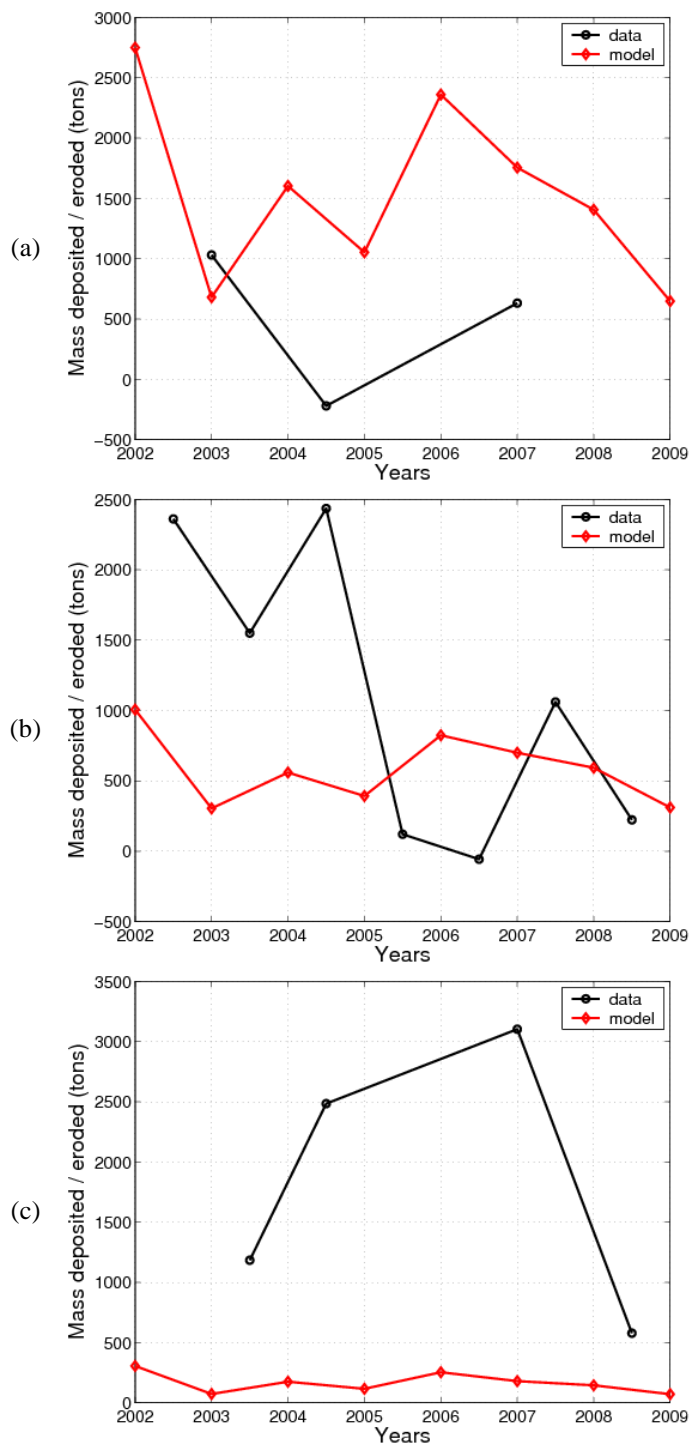 (a)
Mass deposited / eroded (tons)
3000
2500
2000
1500
1000
500
0
−500
data
model
2002 2003 2004 2005 2006 2007 2008 2009
Years
(b)
Mass deposited / eroded (tons)
2500
2000
1500
1000
500
0
−500
data
model
2002 2003 2004 2005 2006 2007 2008 2009
Years
(c)
Mass deposited / eroded (tons)
3500
3000
2500
2000
1500
1000
500
0
data
model
2002 2003 2004 2005 2006 2007 2008 2009
Years